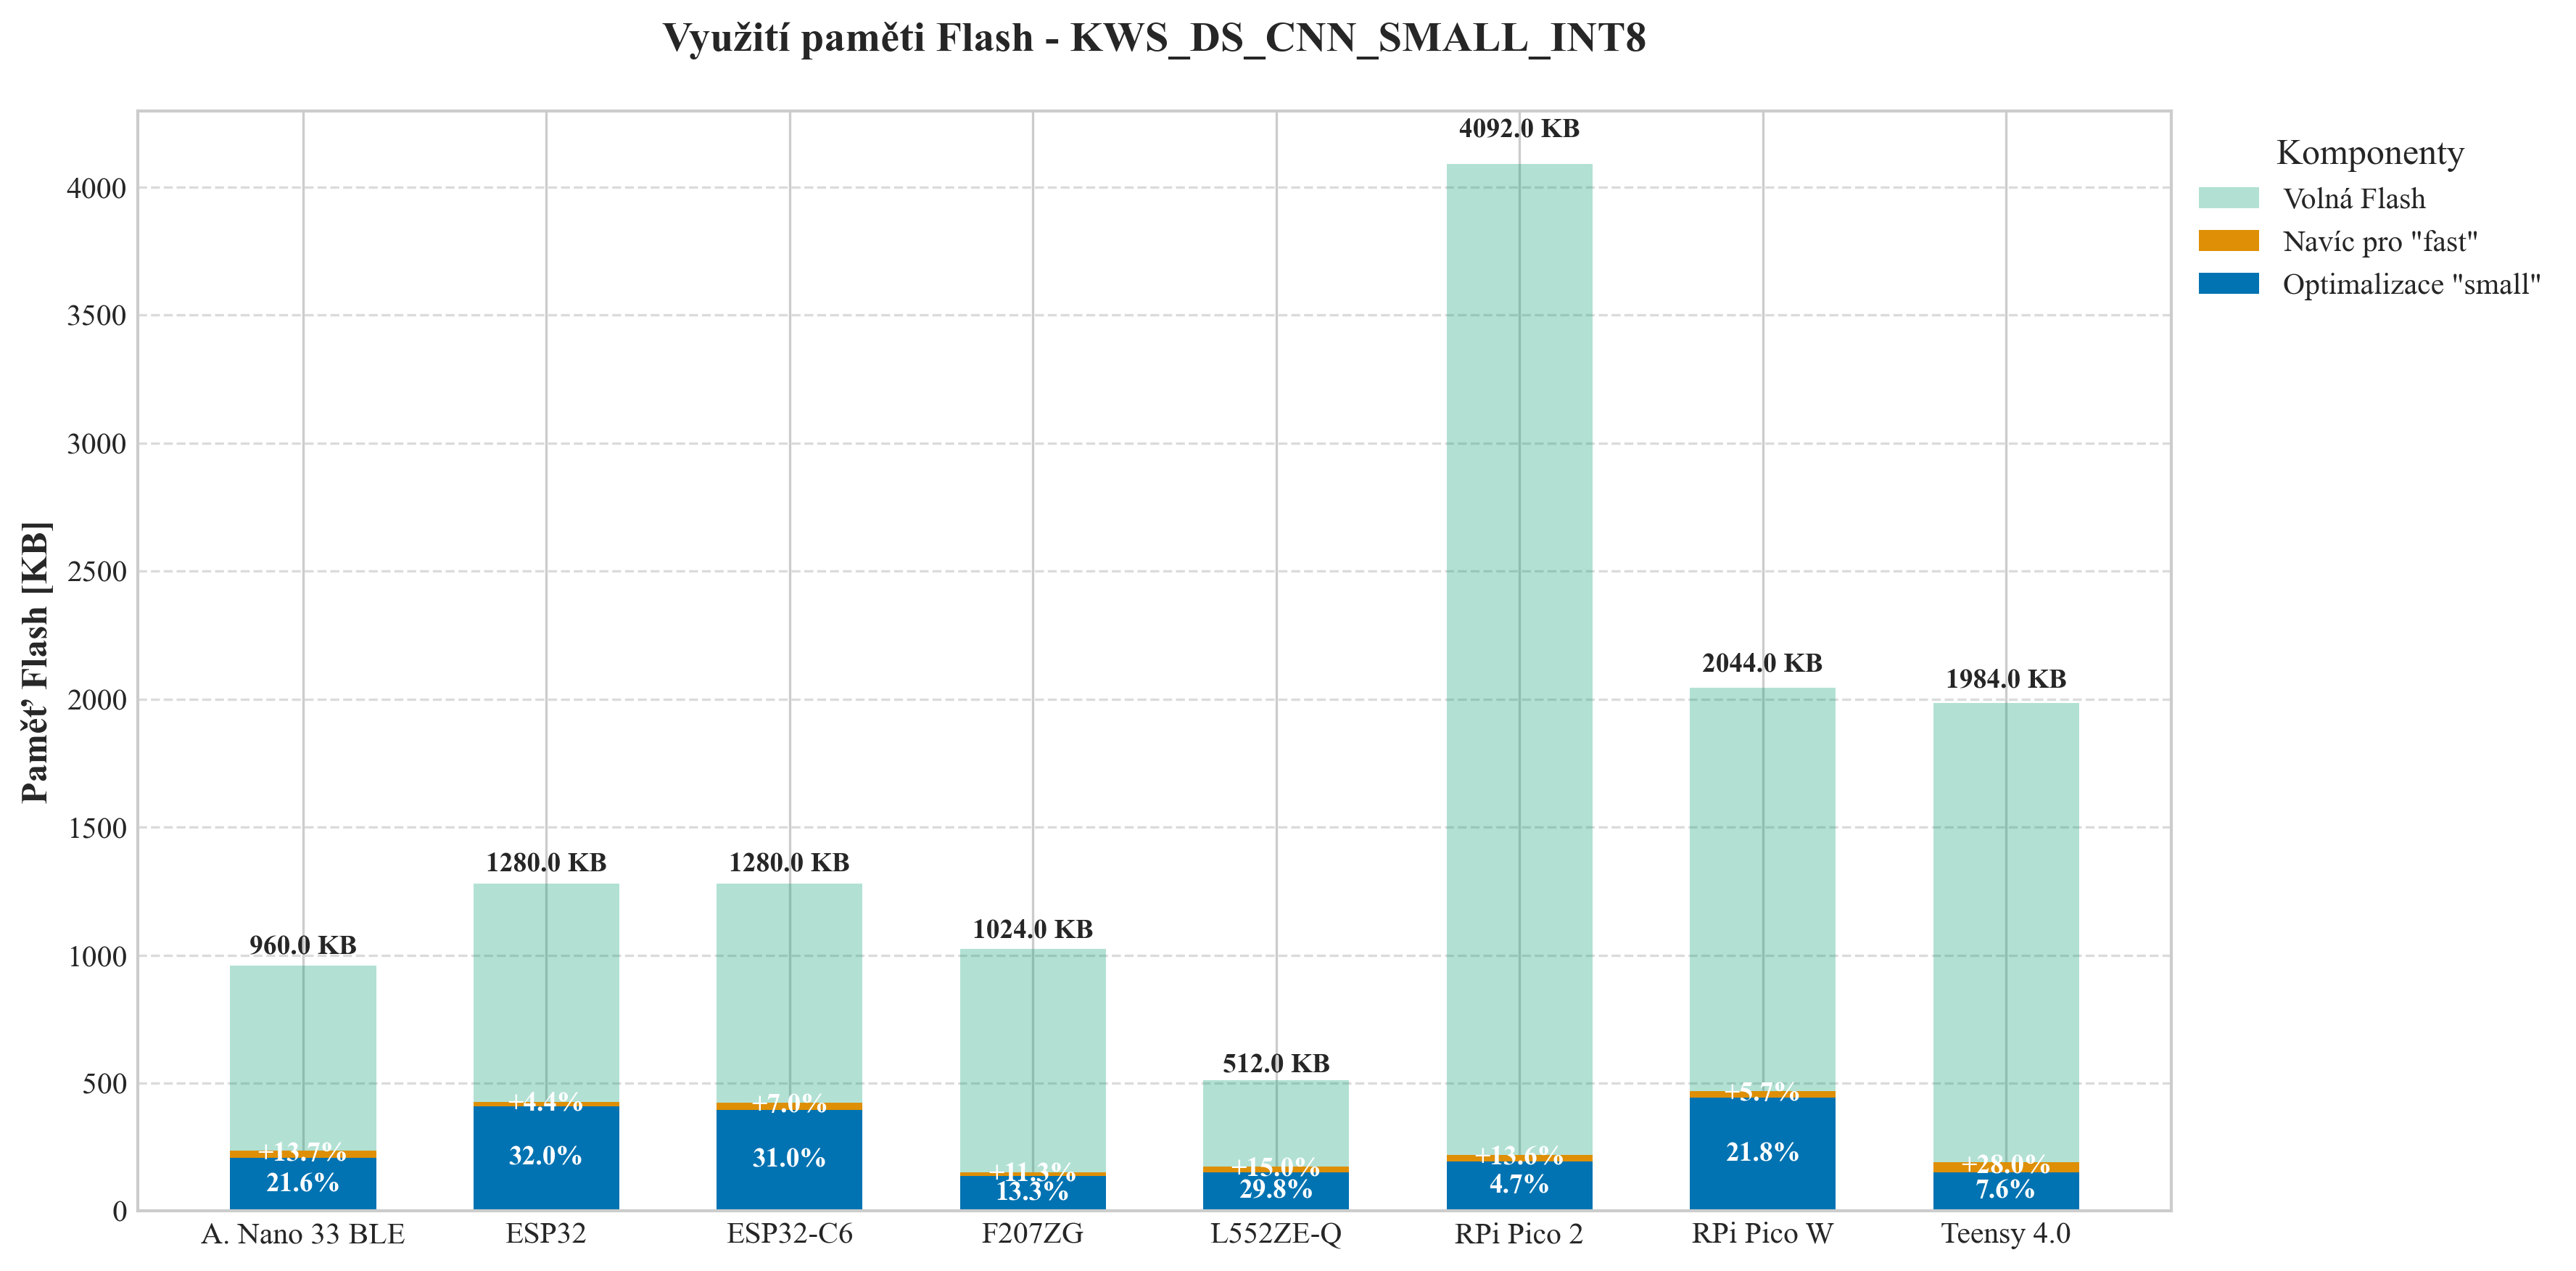 Využití paměti Flash - KWS_DS_CNN_SMALL_INT8
Paměť Flash [KB]
4000
3500
3000
2500
2000
1500
1000
500
0
960.0 KB
1280.0 KB
1280.0 KB
1024.0 KB
512.0 KB
4092.0 KB
2044.0 KB
1984.0 KB
+13.7%
+4.4%
+7.0%
+11.3%
+15.0%
+13.6%
+5.7%
+28.0%
21.6%
32.0%
31.0%
13.3%
29.8%
4.7%
21.8%
7.6%
A. Nano 33 BLE
ESP32
ESP32-C6
F207ZG
L552ZE-Q
RPi Pico 2
RPi Pico W
Teensy 4.0
Komponenty
Volná Flash
Navíc pro "fast"
Optimalizace "small"